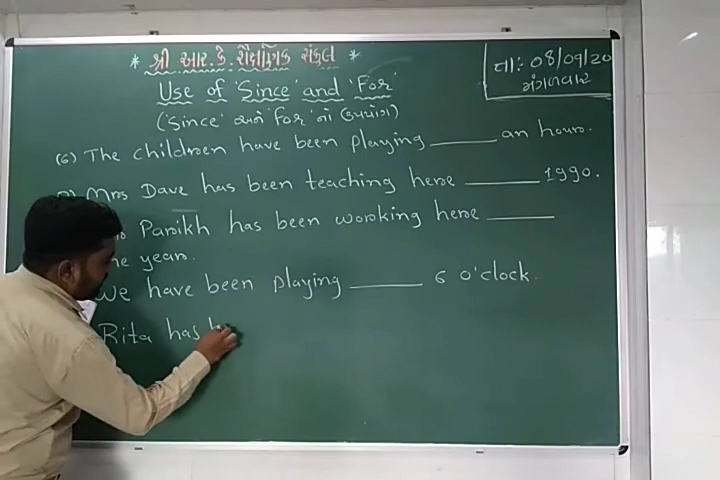 * શ્રી આર. કે. શૈક્ષણિક સંકુલ *
તા: 08/09/20
મંગળવાર
Use of 'Since' and 'For'
('Since' અને 'For' નો ઉપયોગ)
(6) The children have been playing ______ an hour.
Mrs Dave has been teaching here ______ 1990.
Parikh has been working here ______
year.
We have been playing ______ 6 o'clock.
Rita has